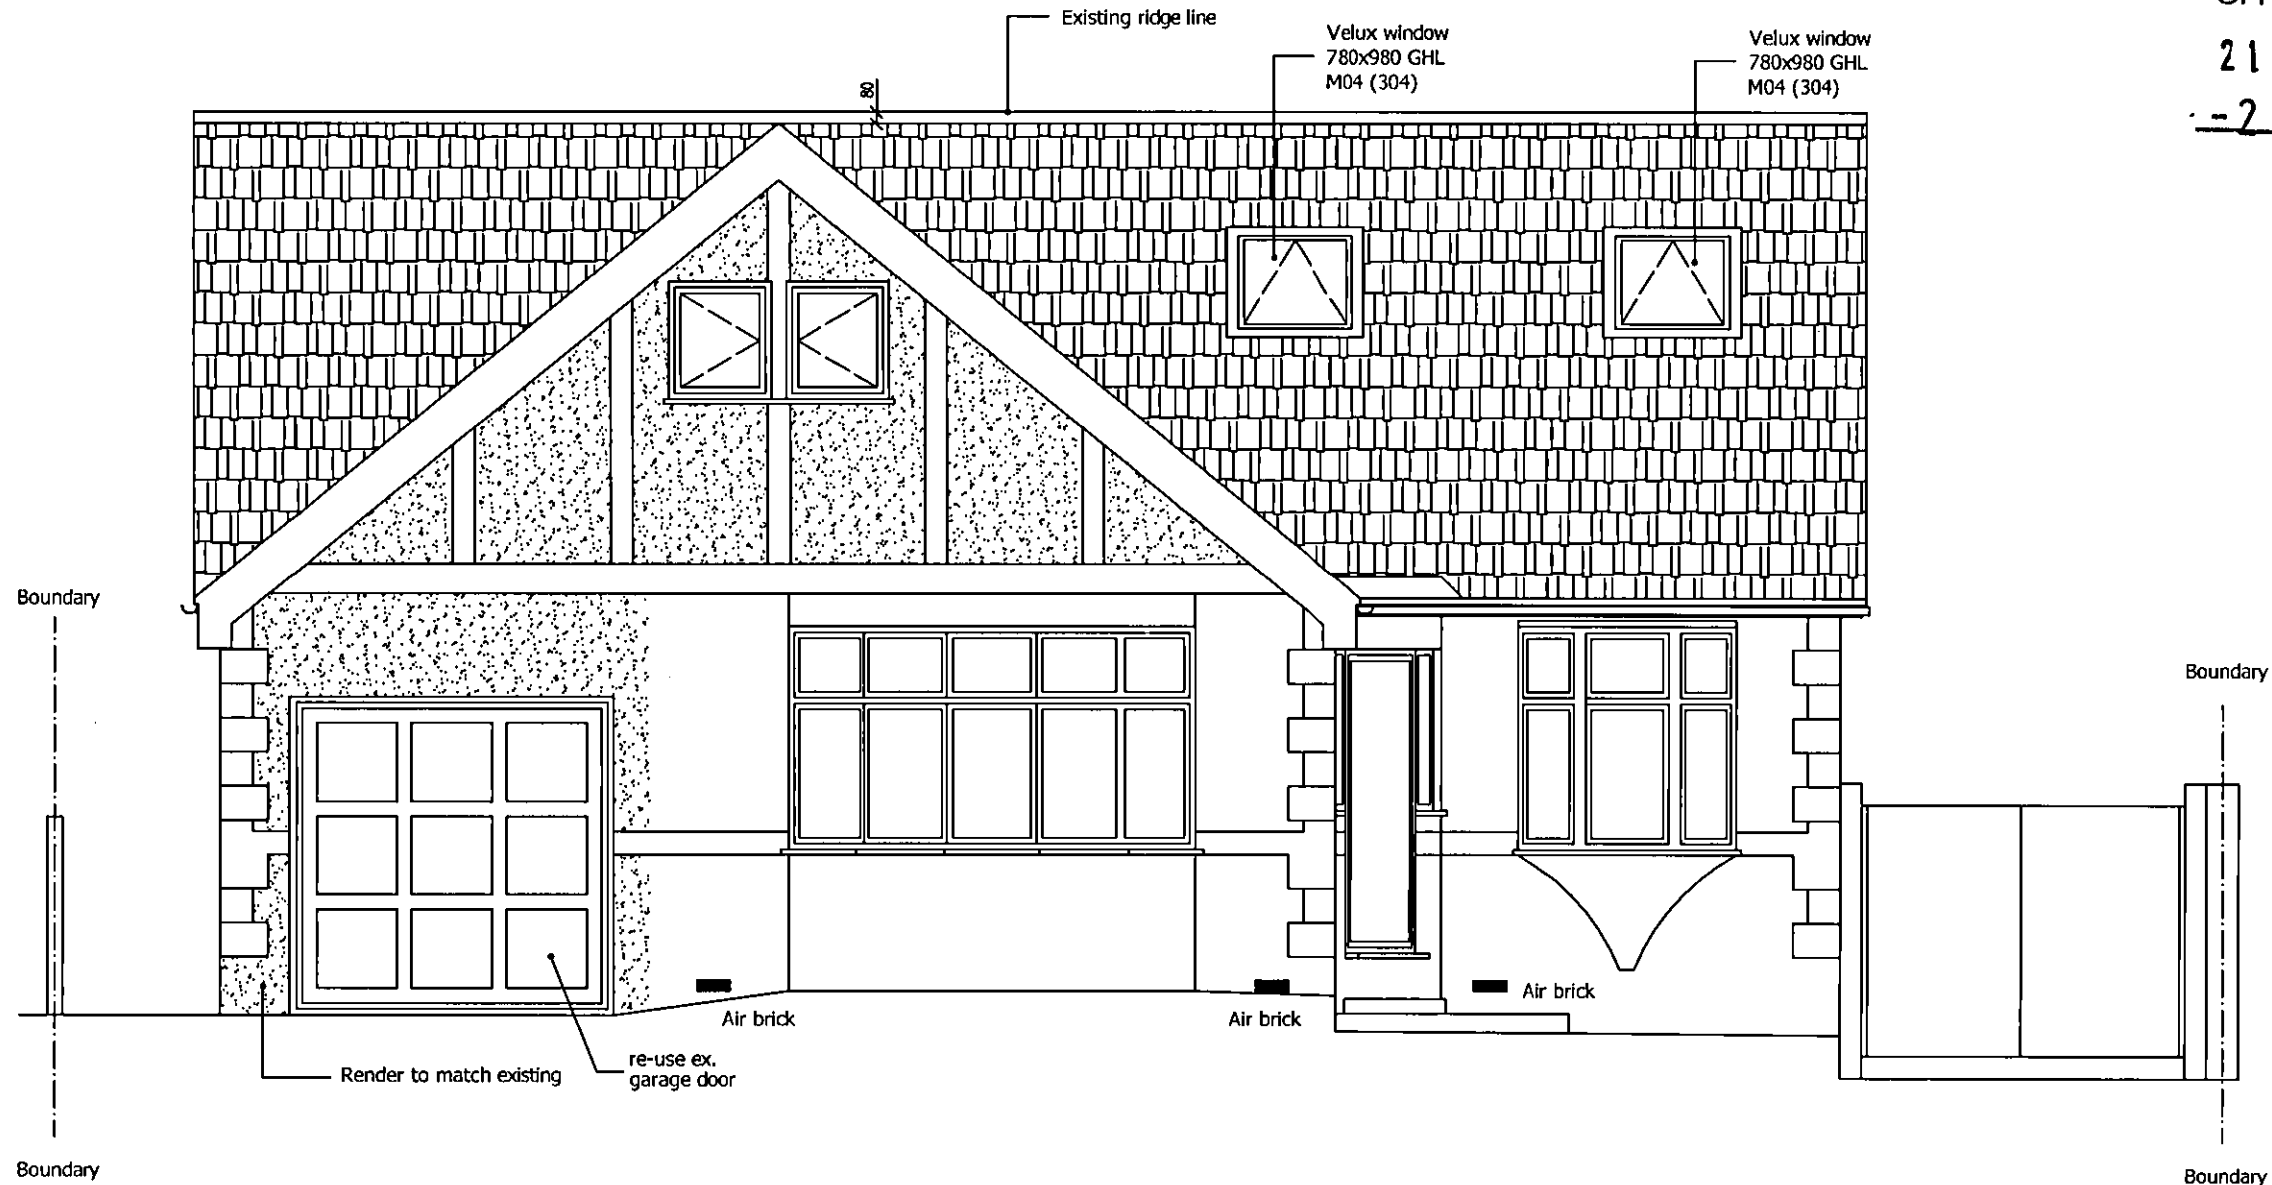 Existing ridge line
Velux window
780x980 GHL
M04 (304)
Velux window
780x980 GHL
M04 (304)
21
-2
80
Boundary
Boundary
Air brick
Air brick
Air brick
Render to match existing
re-use ex.
garage door
Boundary
Boundary